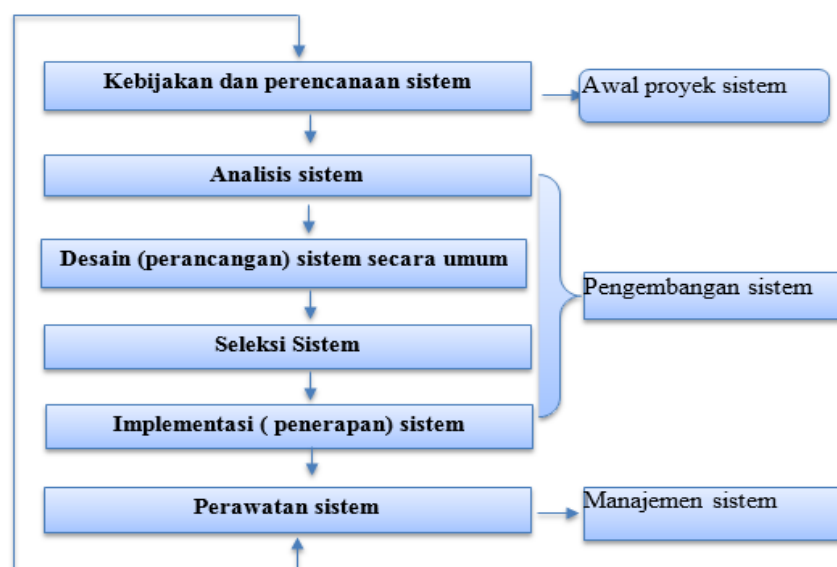 Kebijakan dan perencanaan sistem
Awal proyek sistem
Analisis sistem
Desain (perancangan) sistem secara umum
Pengembangan sistem
Seleksi Sistem
Implementasi ( penerapan) sistem
Perawatan sistem
Manajemen sistem